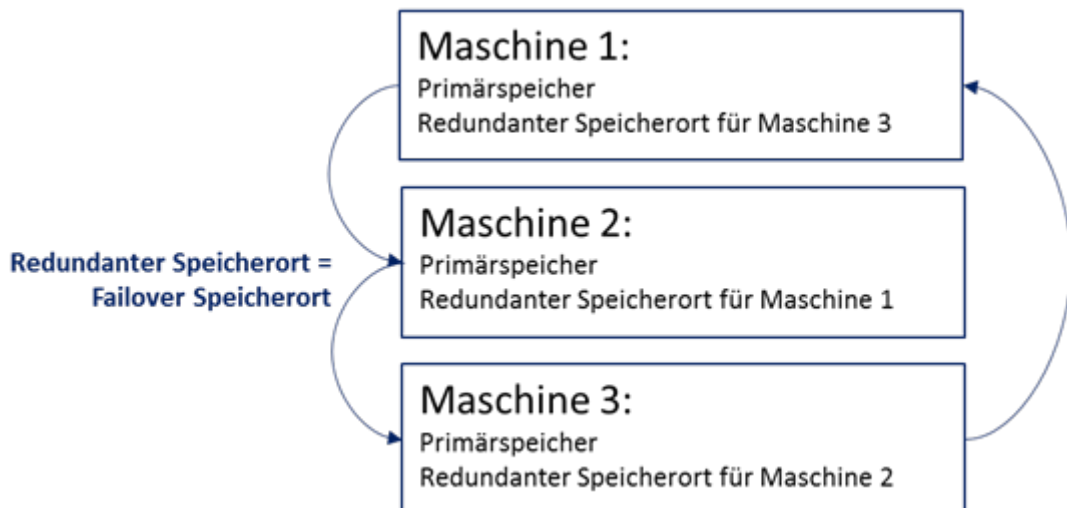 Maschine 1:
Primärspeicher
Redundanter Speicherort für Maschine 3
Redundanter Speicherort =
Failover Speicherort
Maschine 2:
Primärspeicher
Redundanter Speicherort für Maschine 1
Maschine 3:
Primärspeicher
Redundanter Speicherort für Maschine 2